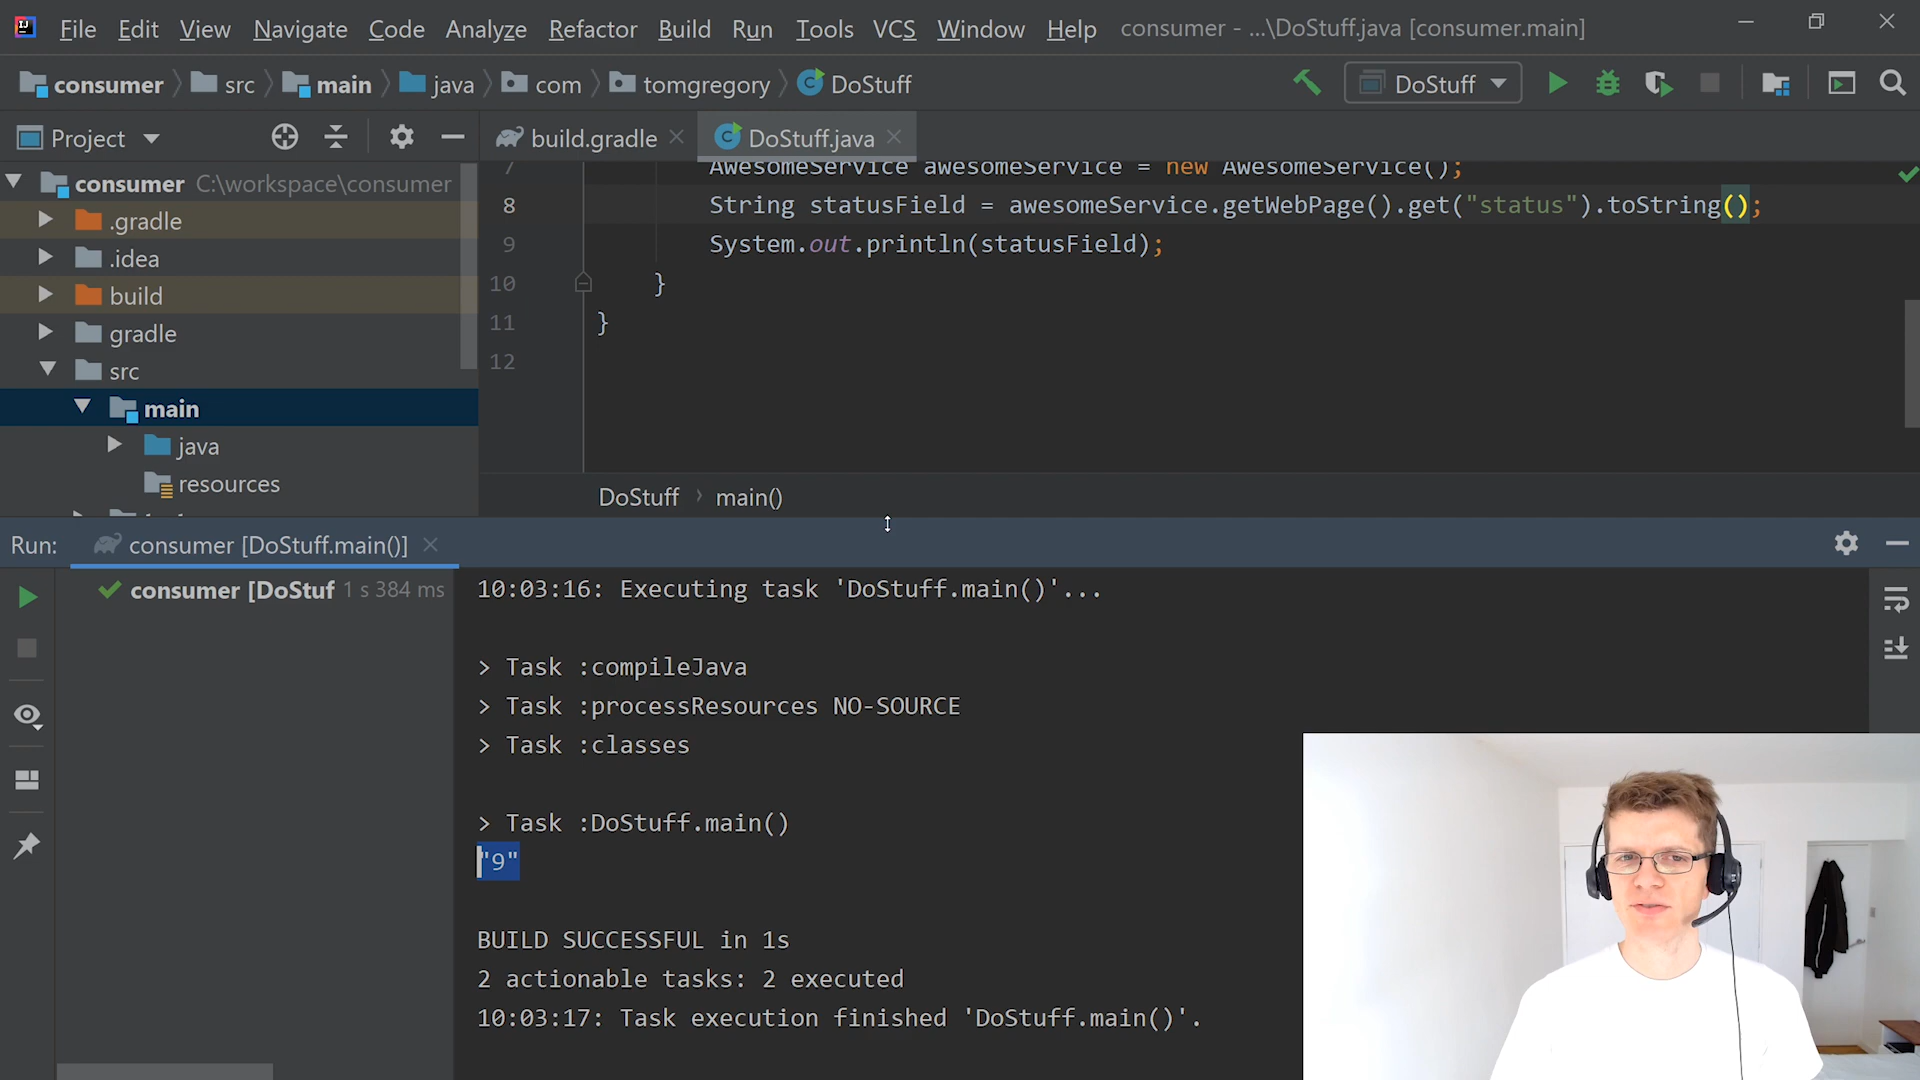 File Edit View Navigate Code Analyze Refactor Build Run Tools VCS Window Help consumer - ...\DoStuff.java [consumer.main]
consumer src main java com tomgregory DoStuff DoStuff
Project build.gradle DoStuff.java
consumer C:\workspace\consumer
.gradle
.idea
build
gradle
src
main
java
resources
7 AwesomeService awesomeService = new AwesomeService();
8 String statusField = awesomeService.getWebPage().get("status").toString();
9 System.out.println(statusField);
10 }
11 }
12
DoStuff main()
Run: consumer [DoStuff.main()]
consumer [DoStuf 1 s 384 ms
10:03:16: Executing task 'DoStuff.main()'...
> Task :compileJava
> Task :processResources NO-SOURCE
> Task :classes
> Task :DoStuff.main()
"9"
BUILD SUCCESSFUL in 1s
2 actionable tasks: 2 executed
10:03:17: Task execution finished 'DoStuff.main()'.